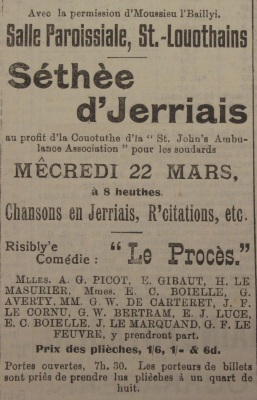 Avec la permission d'Moussieu l'Baillyi.
Salle Paroissiale, St.-Louothains
Séthèe
d'Jerriais
au profit d'la Couotuthe d'la " St. John's Ambu-
lance Association " pour les soudards
MÊCREDI 22 MARS,
à 8 heuthes.
Chansons en Jerriais, R'citations, etc.
Risibly'e
Comédie : " Le Procès."
MLLES. A. G. PICOT, E. GIBAUT, H. LE
MASURIER, MMES. E. C. BOIELLE, G.
AVERTY, MM. G. W. DE CARTERET, J. F.
LE CORNU, G. W. BERTRAM, E. J. LUCE,
E. C. BOIELLE, J. LE MARQUAND, G. F. LE
FEUVRE, y prendront part.
Prix des plièches, 1/6, 1/- & 6d.
Portes ouvertes, 7h. 30. Les porteurs de billets
sont priés de prendre lus plièches à un quart de
huit.